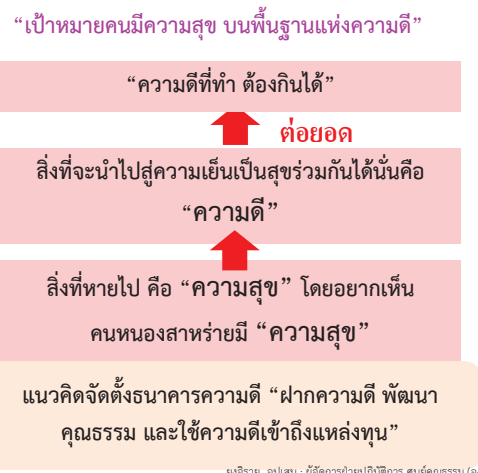 “เป้าหมายคนมีความสุข บนพื้นฐานแห่งความดี”
“ความดีที่ทำ ต้องกินได้”
ต่อยอด
สิ่งที่จะนำไปสู่ความเย็นเป็นสุขร่วมกันได้นั่นคือ
“ความดี”
สิ่งที่หายไป คือ “ความสุข” โดยอยากเห็น
คนหนองสาหร่ายมี “ความสุข”
แนวคิดจัดตั้งธนาคารความดี “ฝากความดี พัฒนา
คุณธรรม และใช้ความดีเข้าถึงแหล่งทุน”